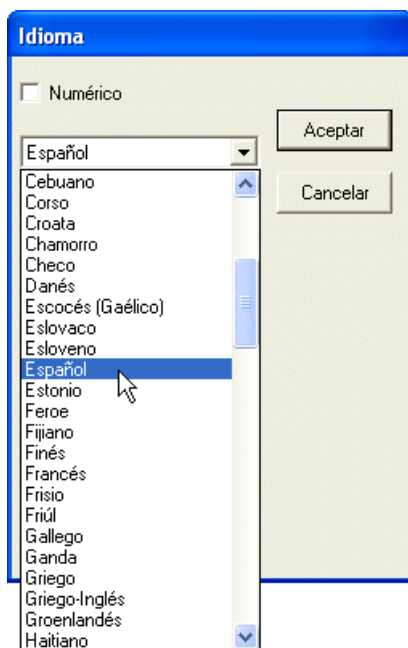 Idioma
Numérico
Aceptar
Español
Cancelar
Cebuano
Corso
Croata
Chamorro
Checo
Danés
Escocés (Gaélico)
Eslovaco
Esloveno
Español
Estonio
Feroe
Fijiano
Finés
Francés
Frisio
Friúl
Gallego
Ganda
Griego
Griego-Inglés
Groenlandés
Haitiano